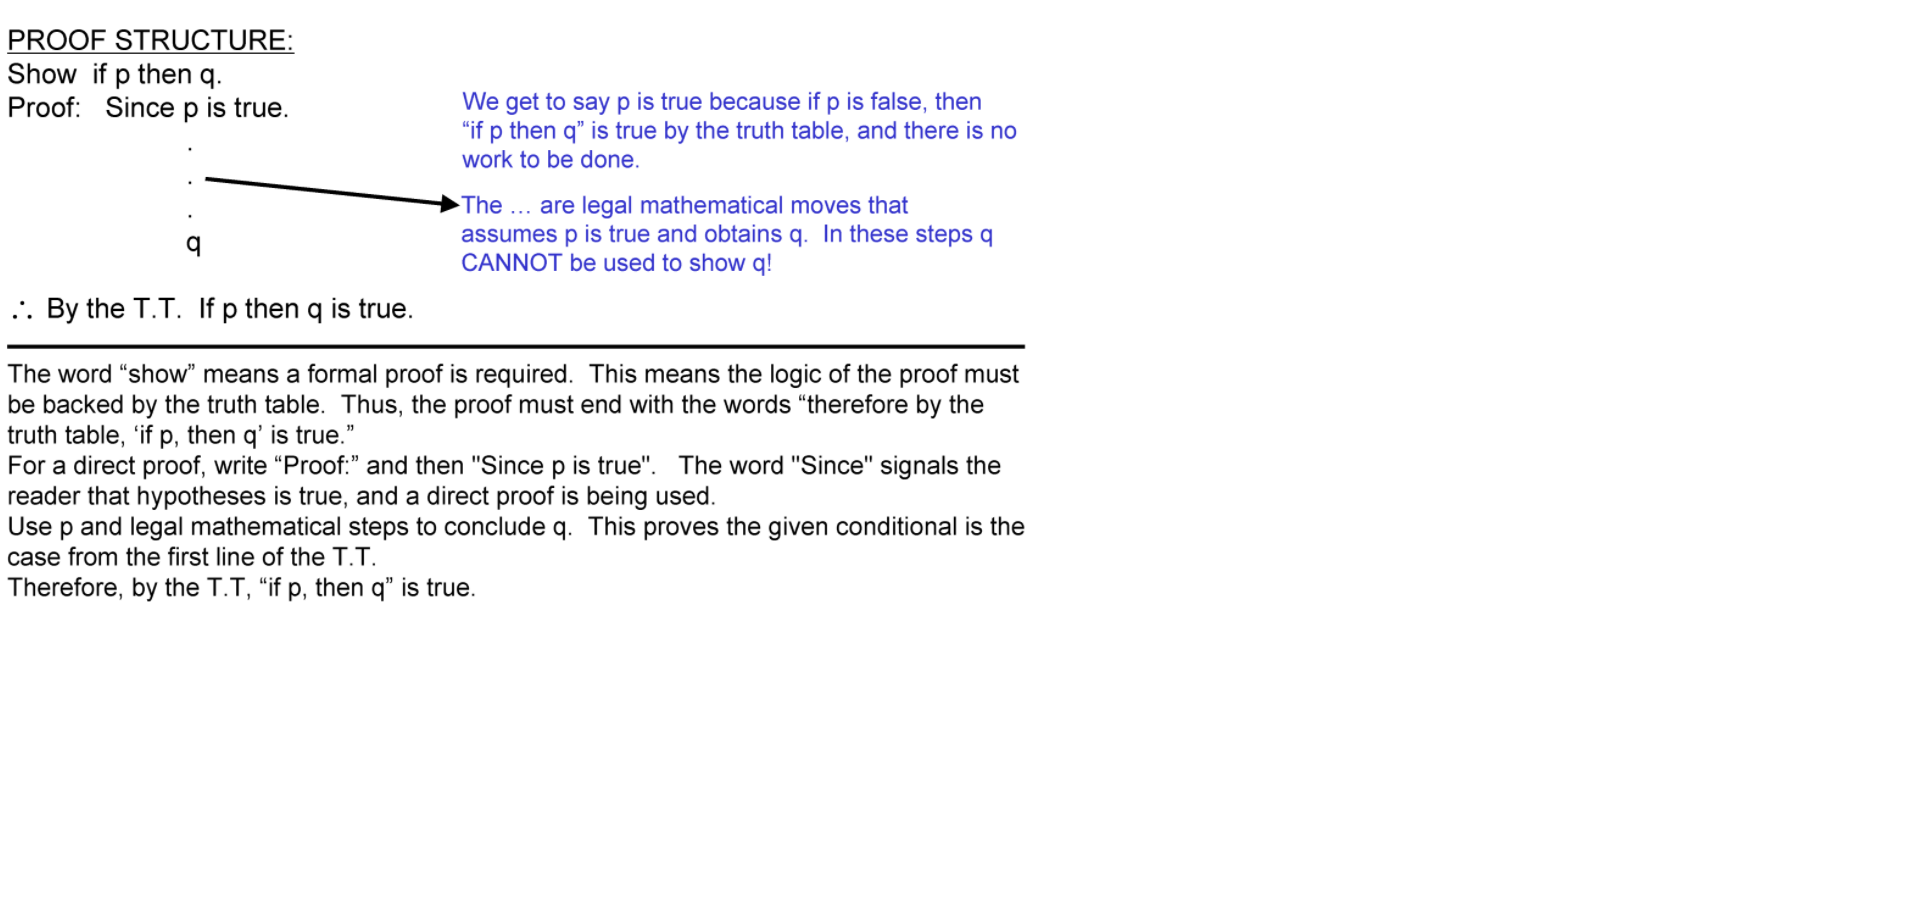 PROOF STRUCTURE:
Show if p then q.
Proof: Since p is true.
We get to say p is true because if p is false, then
“if p then q” is true by the truth table, and there is no
work to be done.
.
.
.
The … are legal mathematical moves that
assumes p is true and obtains q. In these steps q
CANNOT be used to show q!
q
∴ By the T.T. If p then q is true.
The word “show” means a formal proof is required. This means the logic of the proof must
be backed by the truth table. Thus, the proof must end with the words “therefore by the
truth table, ‘if p, then q’ is true.”
For a direct proof, write “Proof:” and then "Since p is true". The word "Since" signals the
reader that hypotheses is true, and a direct proof is being used.
Use p and legal mathematical steps to conclude q. This proves the given conditional is the
case from the first line of the T.T.
Therefore, by the T.T, “if p, then q” is true.